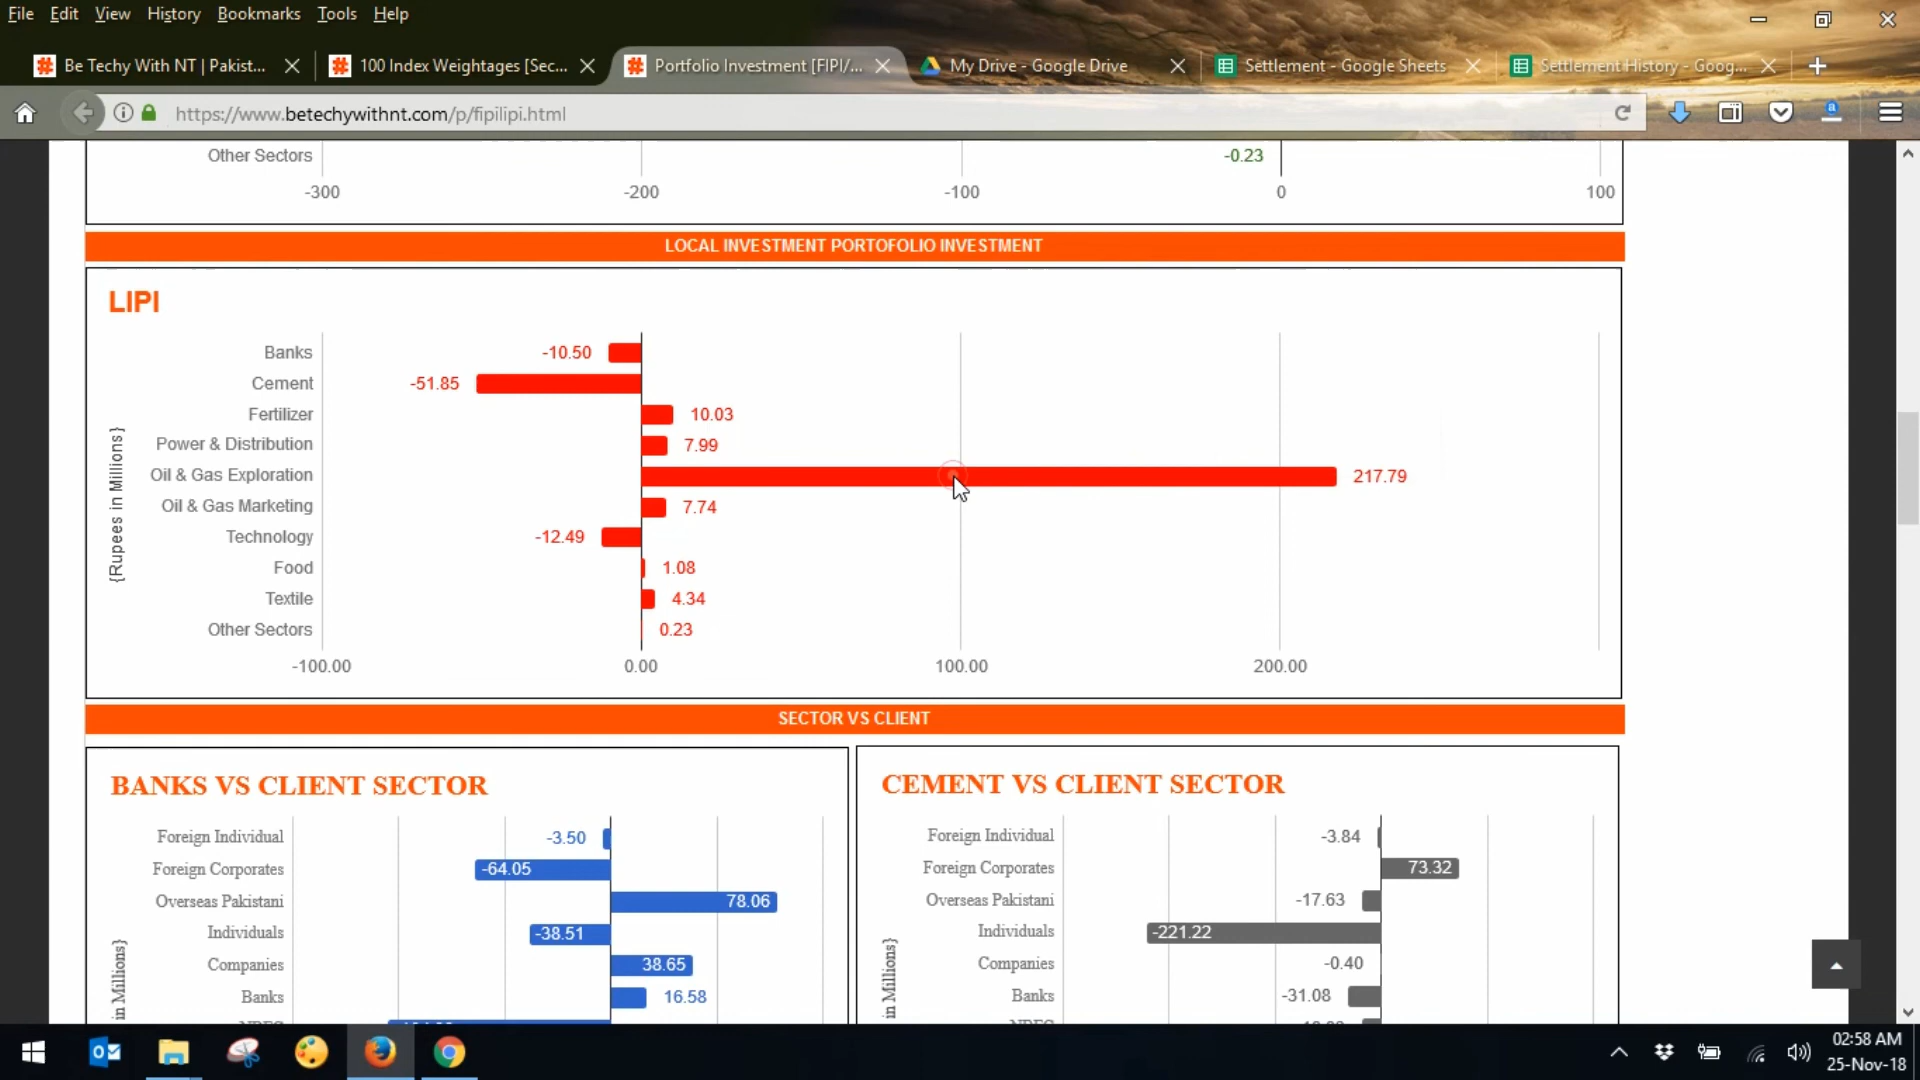 File Edit View History Bookmarks Tools Help
Be Techy With NT | Pakist...
100 Index Weightages [Sec...
Portfolio Investment [FIPI/...
My Drive - Google Drive
Settlement - Google Sheets
Settlement History - Goog...
https://www.betechywithnt.com/p/fipilipi.html
Other Sectors -0.23
-300 -200 -100 0 100
LOCAL INVESTMENT PORTOFOLIO INVESTMENT
LIPI
{Rupees in Millions}
Banks -10.50
Cement -51.85
Fertilizer 10.03
Power & Distribution 7.99
Oil & Gas Exploration 217.79
Oil & Gas Marketing 7.74
Technology -12.49
Food 1.08
Textile 4.34
Other Sectors 0.23
-100.00 0.00 100.00 200.00
SECTOR VS CLIENT
BANKS VS CLIENT SECTOR
Foreign Individual -3.50
Foreign Corporates -64.05
Overseas Pakistani 78.06
Individuals -38.51
Companies 38.65
Banks 16.58
in Millions}
CEMENT VS CLIENT SECTOR
Foreign Individual -3.84
Foreign Corporates 73.32
Overseas Pakistani -17.63
Individuals -221.22
Companies -0.40
Banks -31.08
in Millions}
02:58 AM
25-Nov-18